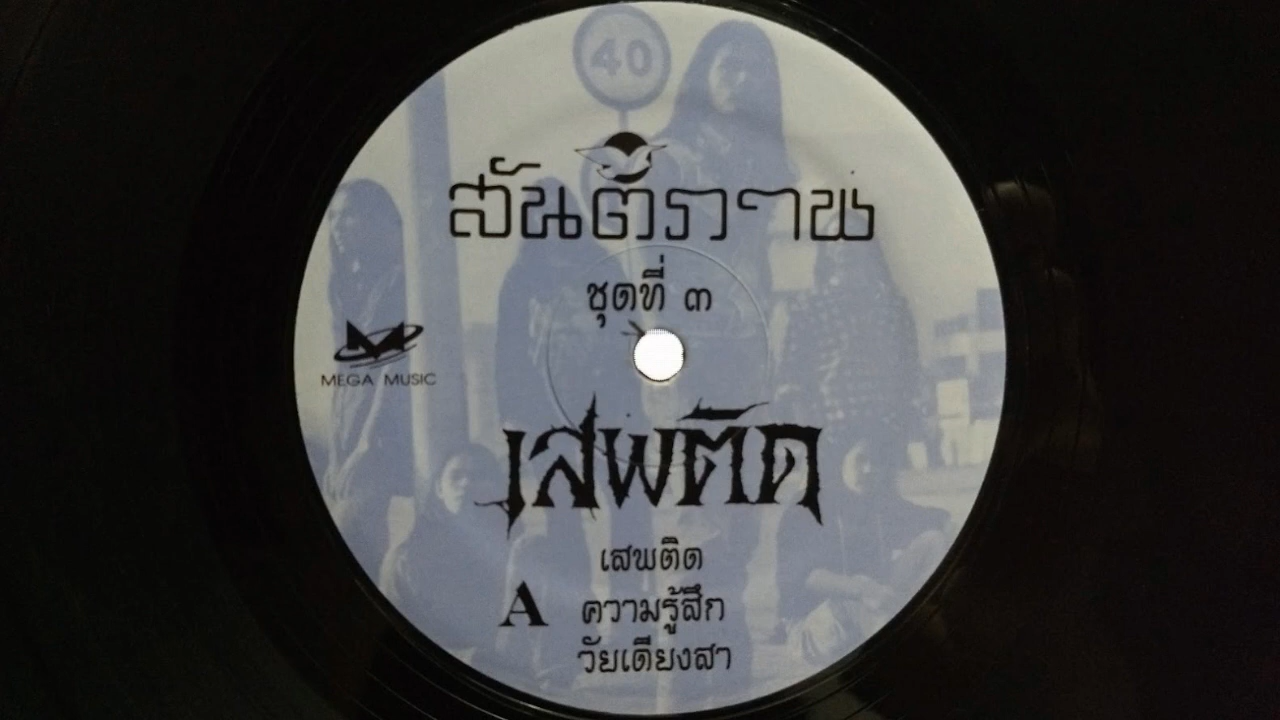 40
สันติภาพ
ชุดที่ ๓
MEGA MUSIC
เสพติด
เสพติด
A ความรู้สึก
วัยเดียงสา